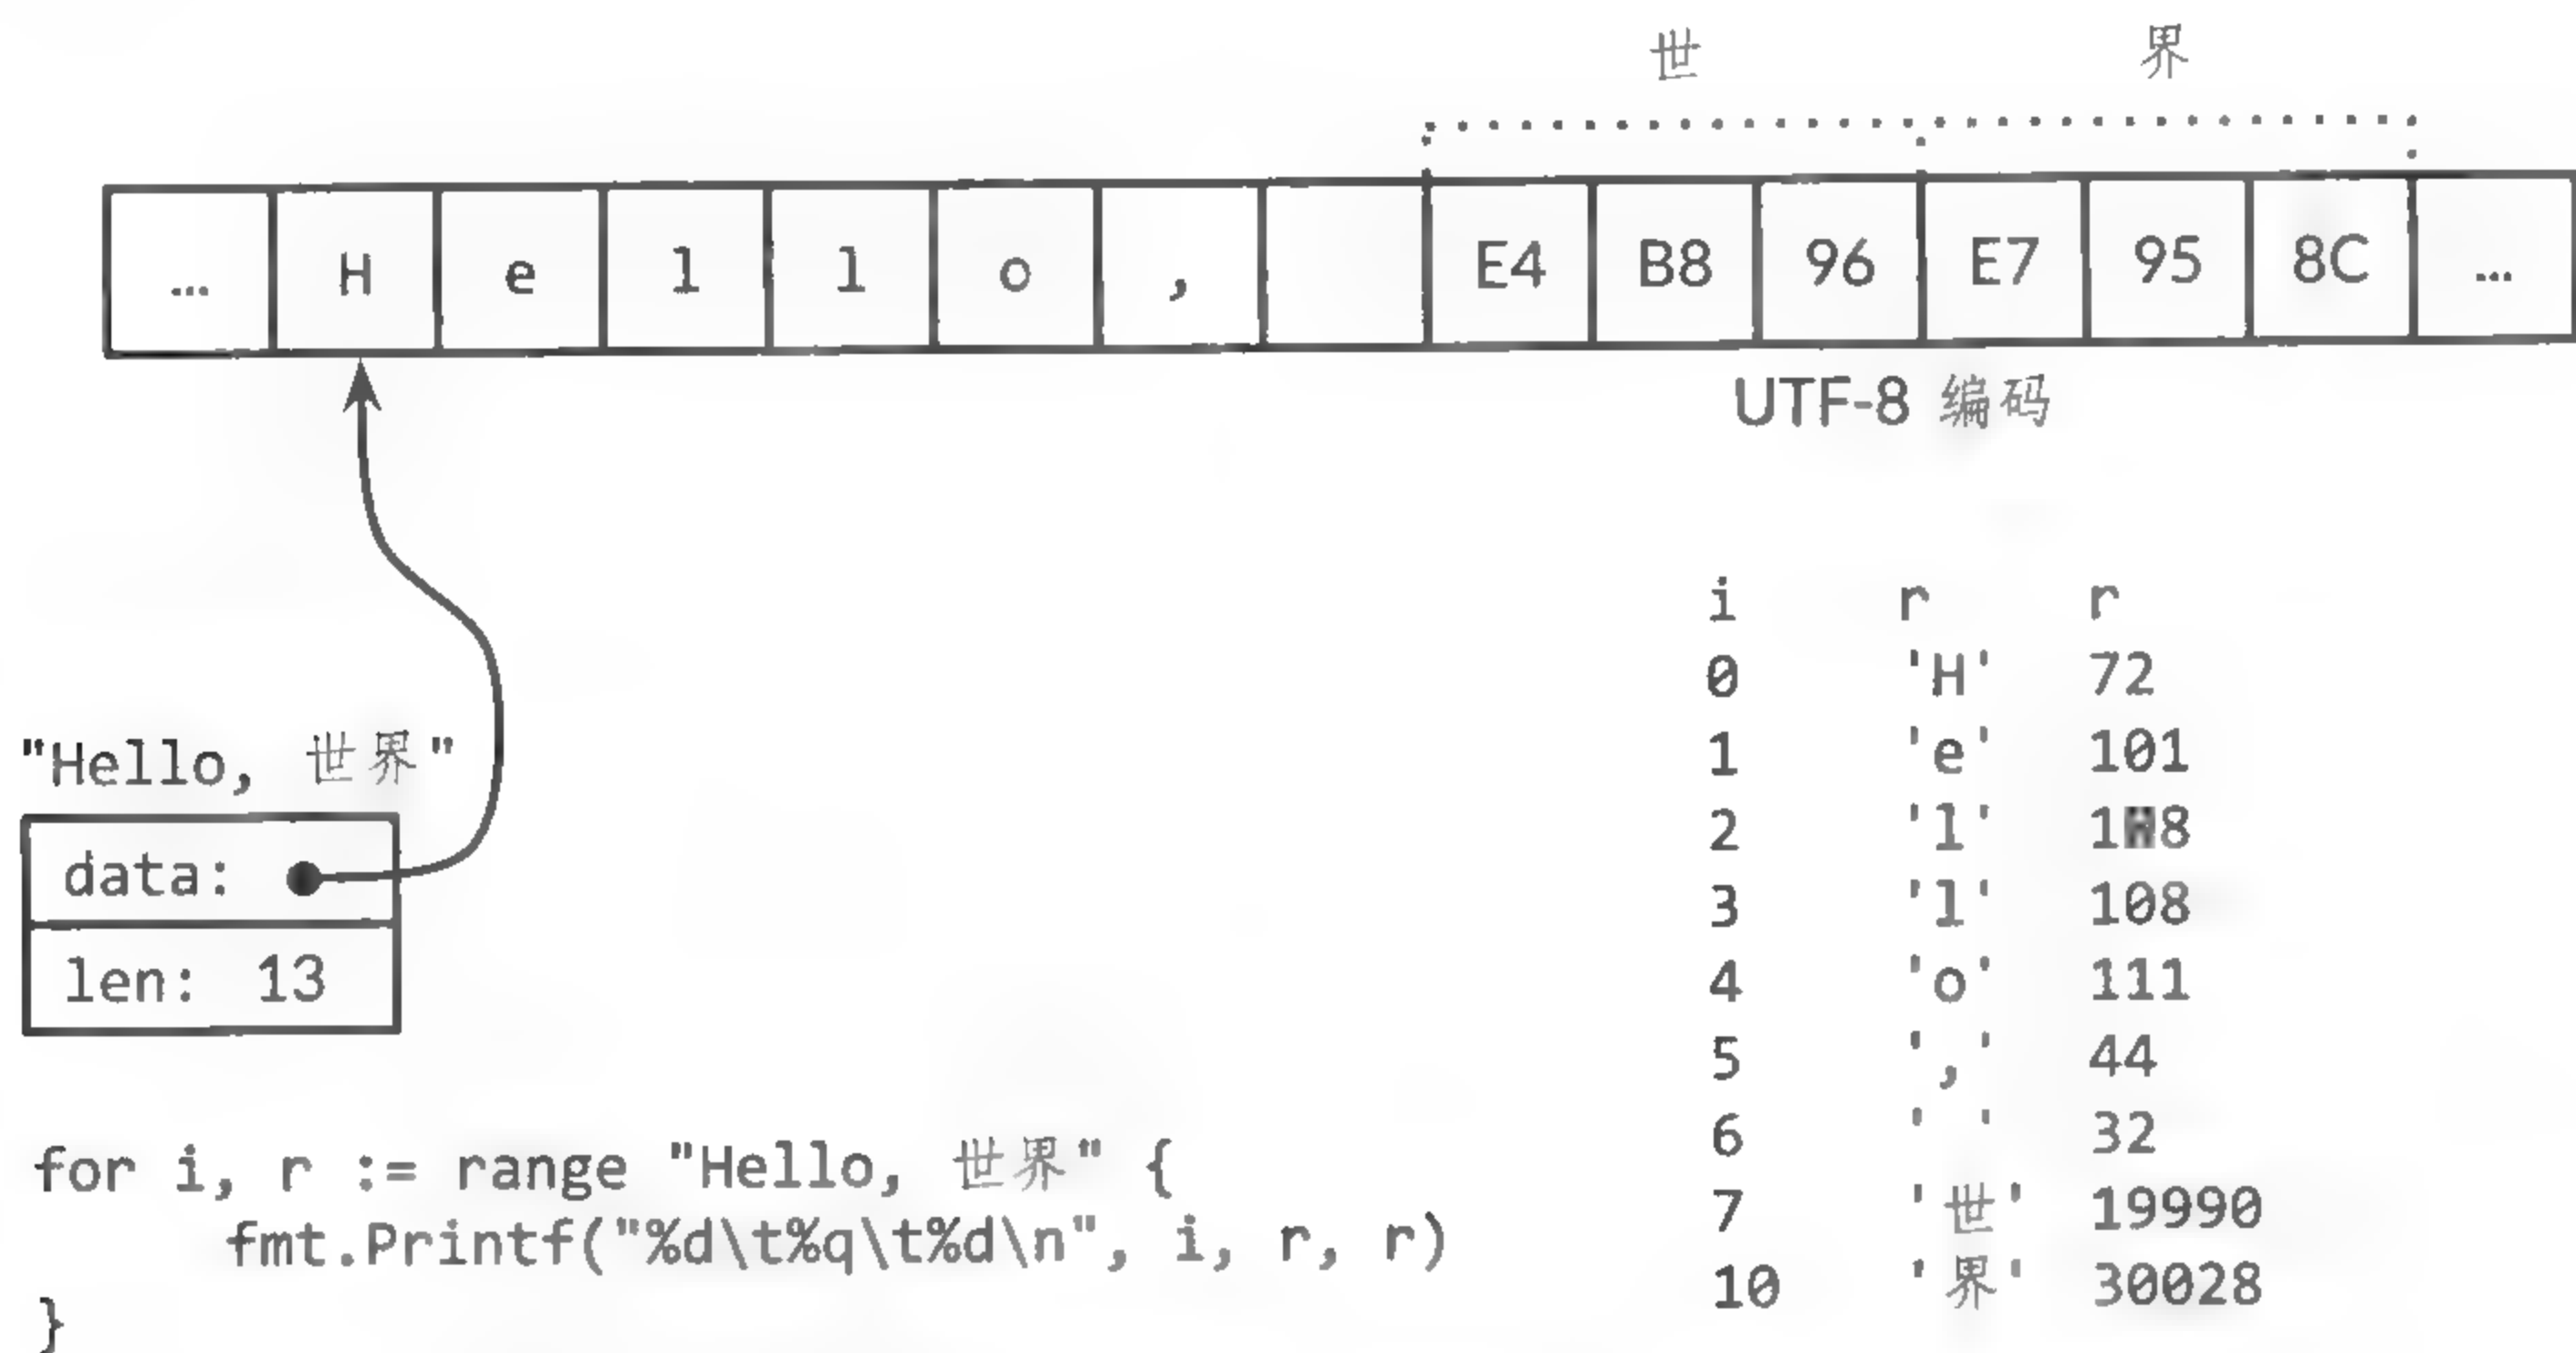 世 界
… H e l l o , E4 B8 96 E7 95 8C …
UTF-8 编码
"Hello, 世界"
data:
len: 13
for i, r := range "Hello, 世界" {
    fmt.Printf("%d\t%q\t%d\n", i, r, r)
}
i r r
0 'H' 72
1 'e' 101
2 'l'
3 'l' 108
4 'o' 111
5 ',' 44
6 ' ' 32
7 '世' 19990
10 '界' 30028